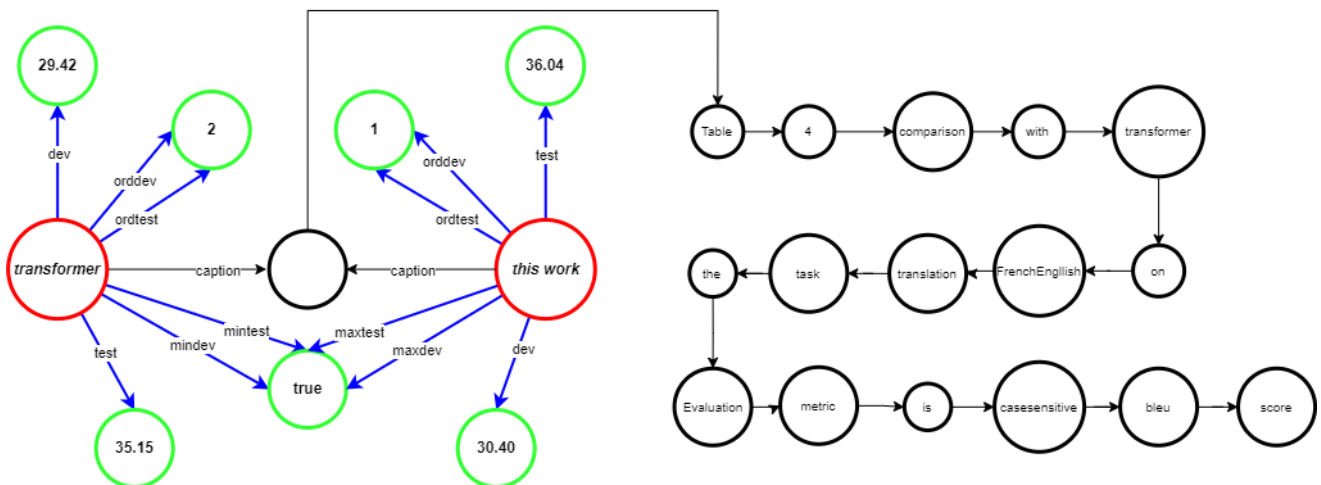 29.42
36.04
2
1
dev
orddev
ordtest
orddev
ordtest
test
transformer
caption
caption
this work
mintest
mindev
maxtest
maxdev
test
dev
true
35.15
30.40
Table
4
comparison
with
transformer
on
FrenchEngllish
translation
task
the
Evaluation
metric
is
casesensitive
bleu
score